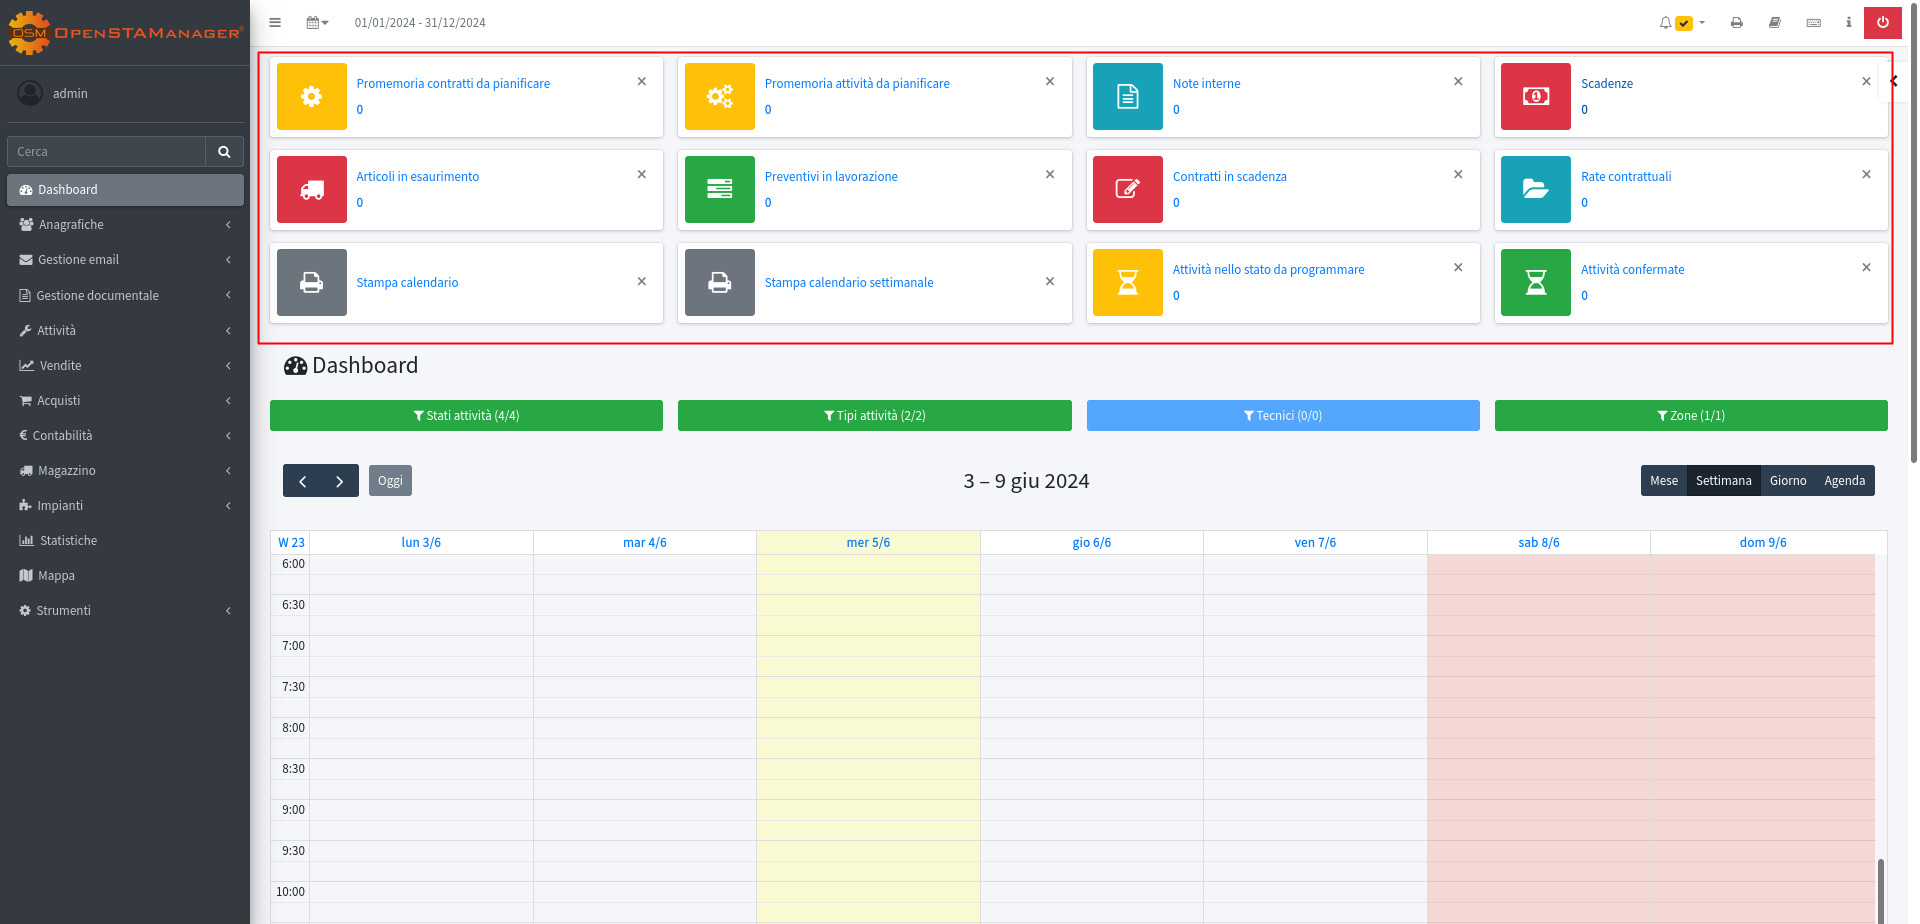 OSM OPENSTAMANAGER®
01/01/2024 - 31/12/2024
admin
Cerca
Dashboard
Anagrafiche
Gestione email
Gestione documentale
Attività
Vendite
Acquisti
Contabilità
Magazzino
Impianti
Statistiche
Mappa
Strumenti
Promemoria contratti da pianificare
0
Promemoria attività da pianificare
0
Note interne
0
Scadenze
0
Articoli in esaurimento
0
Preventivi in lavorazione
0
Contratti in scadenza
0
Rate contrattuali
0
Stampa calendario
Stampa calendario settimanale
Attività nello stato da programmare
0
Attività confermate
0
Dashboard
Stati attività (4/4)
Tipi attività (2/2)
Tecnici (0/0)
Zone (1/1)
Oggi
3 – 9 giu 2024
Mese Settimana Giorno Agenda
W 23 lun 3/6 mar 4/6 mer 5/6 gio 6/6 ven 7/6 sab 8/6 dom 9/6
6:00
6:30
7:00
7:30
8:00
8:30
9:00
9:30
10:00